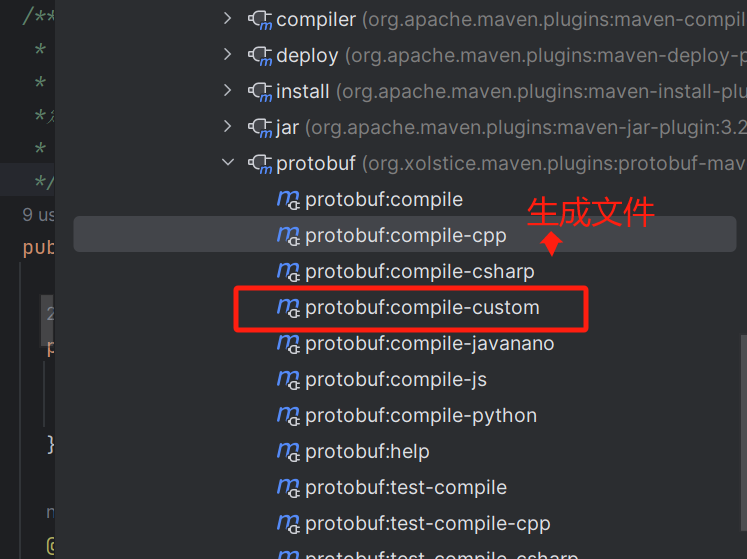 /**
*
*
*
*
*/
9 us
pub
2
p
}
n
@
compiler (org.apache.maven.plugins:maven-compil
deploy (org.apache.maven.plugins:maven-deploy-p
install (org.apache.maven.plugins:maven-install-plu
jar (org.apache.maven.plugins:maven-jar-plugin:3.2
protobuf (org.xolstice.maven.plugins:protobuf-mav
protobuf:compile
生成文件
protobuf:compile-cpp
protobuf:compile-csharp
protobuf:compile-custom
protobuf:compile-javanano
protobuf:compile-js
protobuf:compile-python
protobuf:help
protobuf:test-compile
protobuf:test-compile-cpp
protobuf:test-compile-csharp